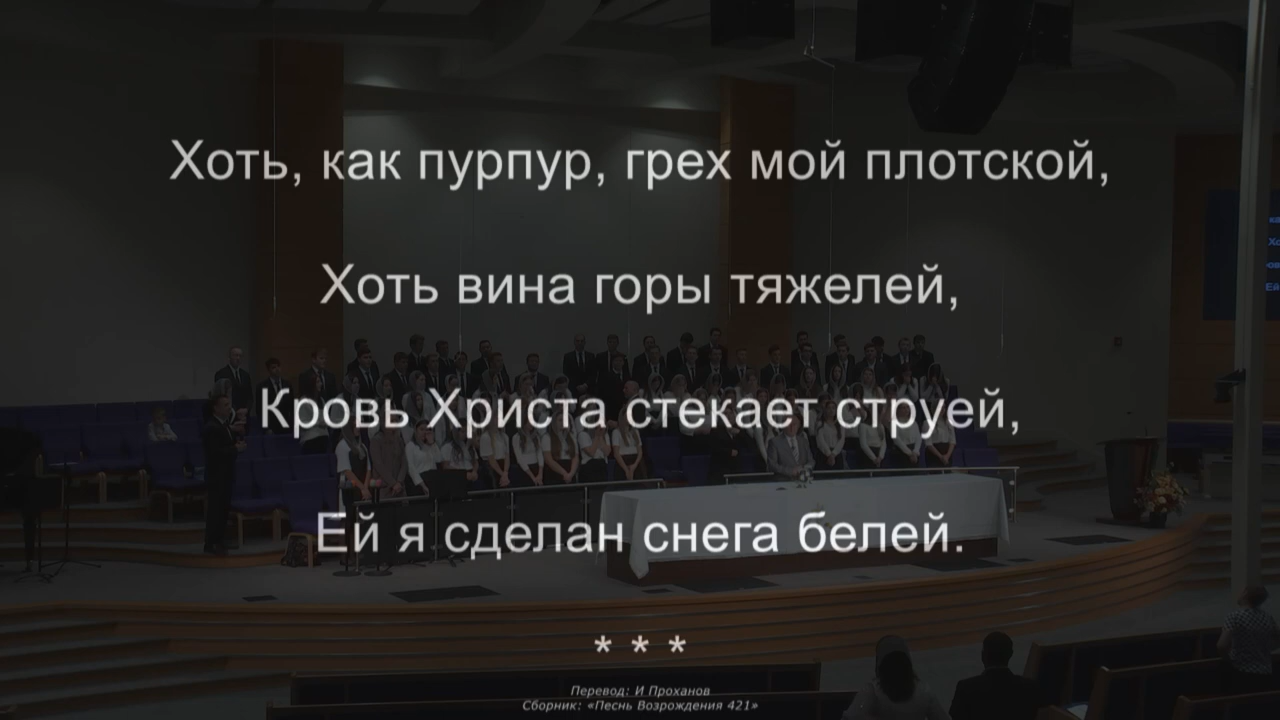 Хоть, как пурпур, грех мой плотской,
Хоть вина горы тяжелей,
Кровь Христа стекает струей,
Ей я сделан снега белей.
* * *
Перевод: И Проханов
Сборник: «Песнь Возрождения 421»